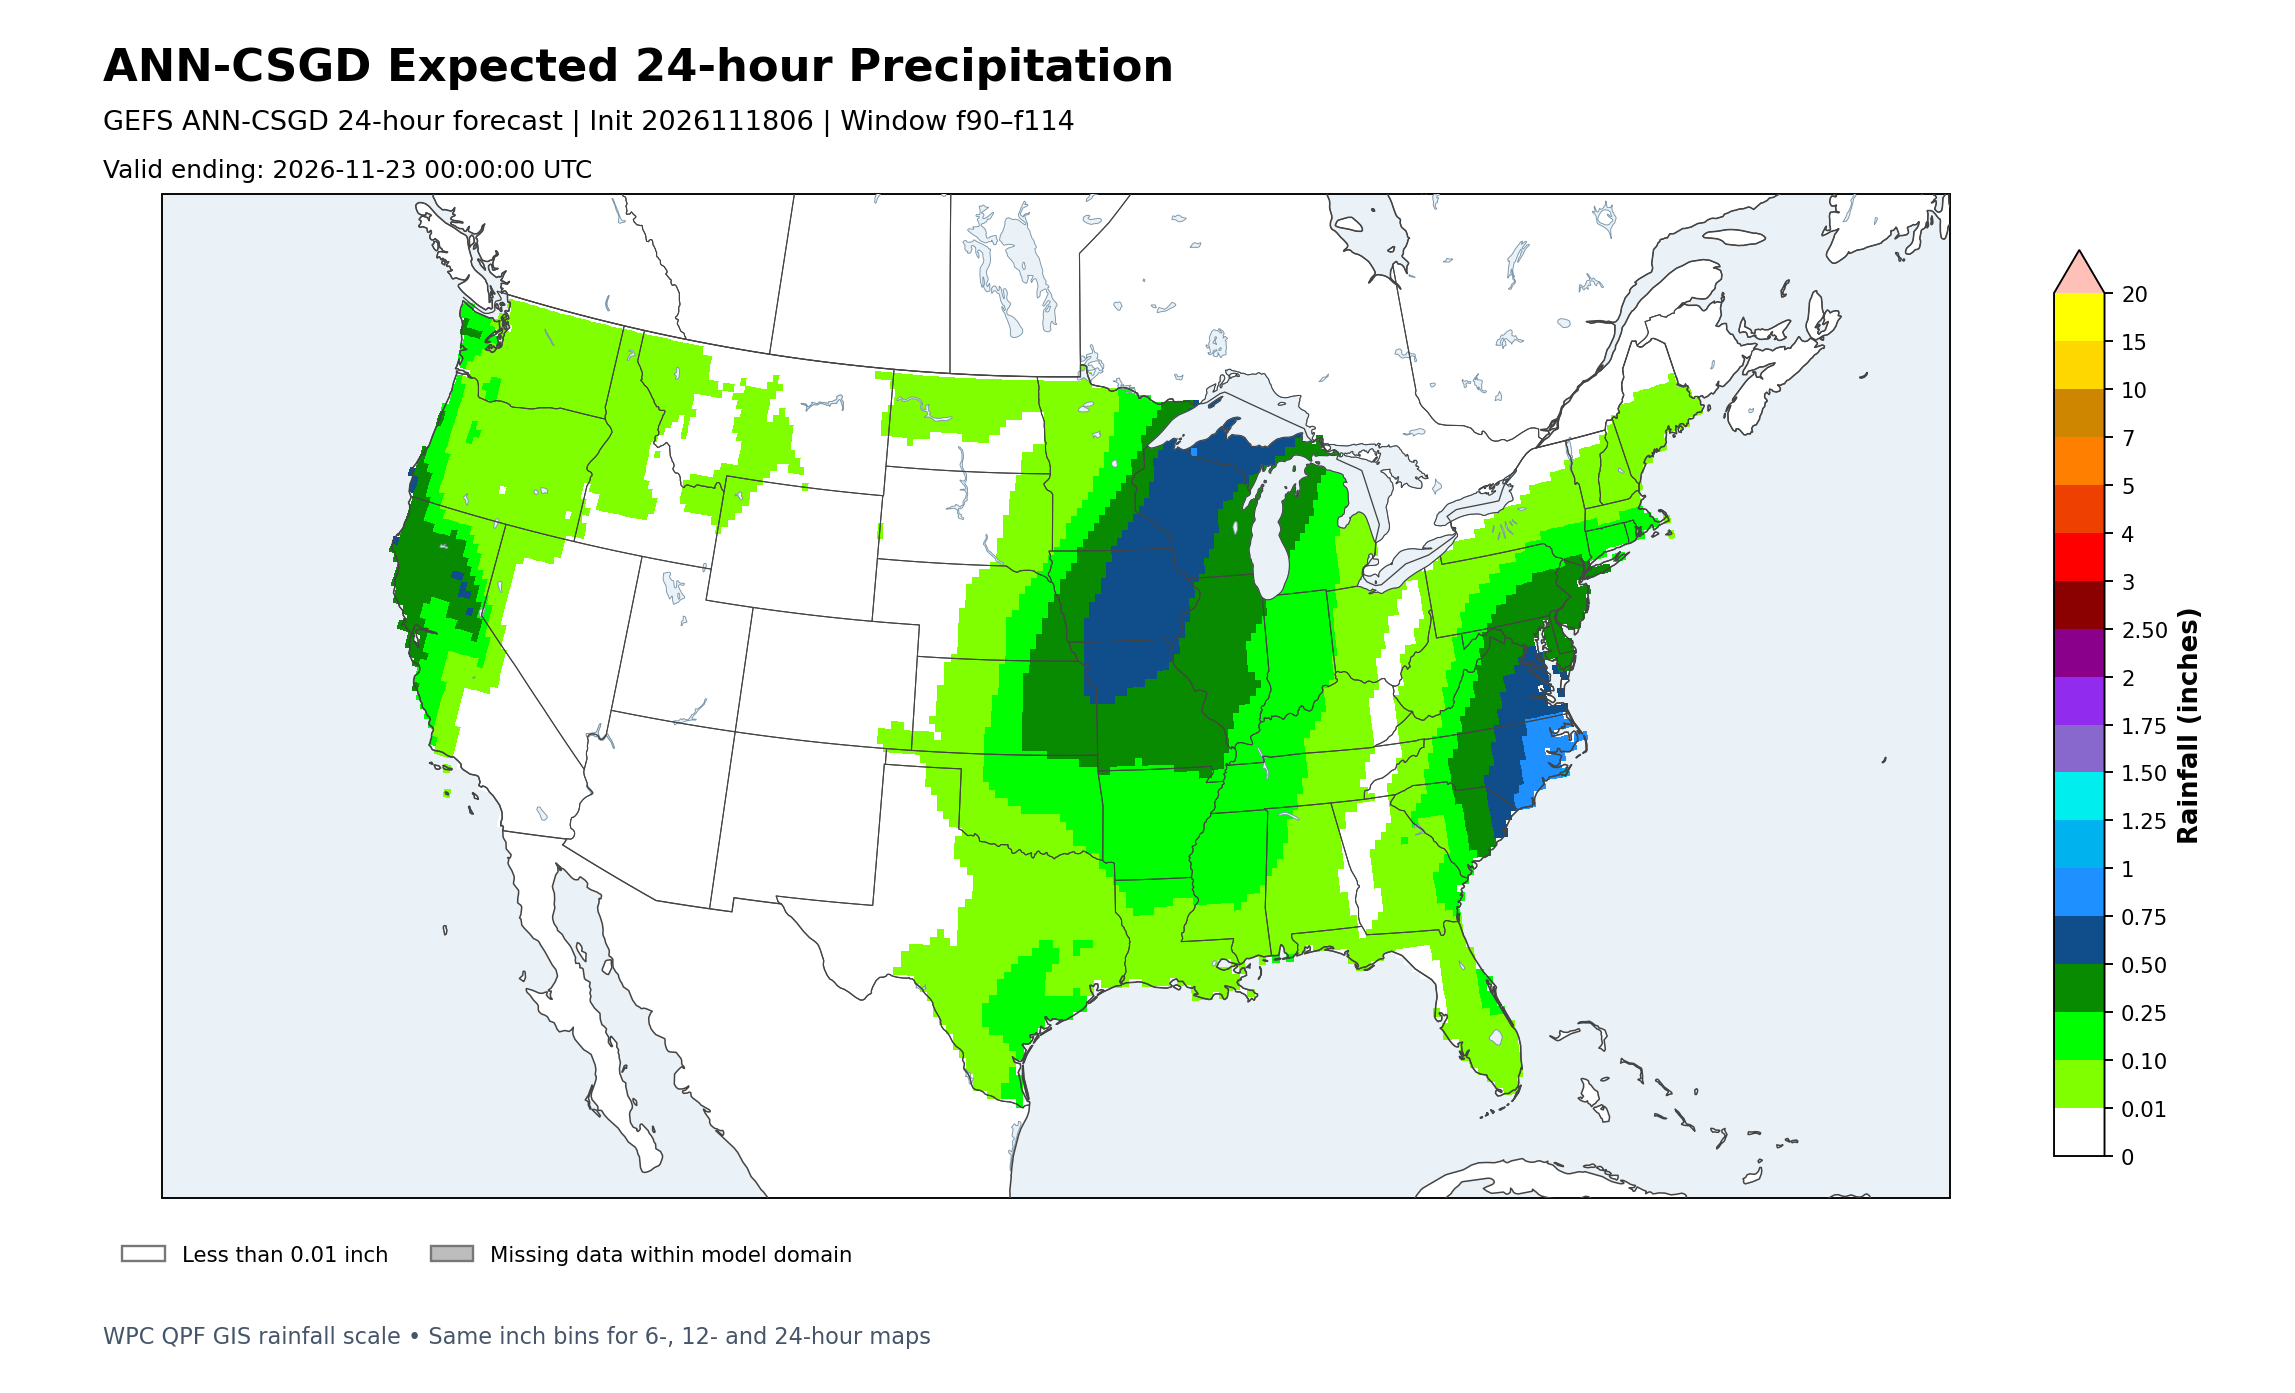 ANN-CSGD Expected 24-hour Precipitation
GEFS ANN-CSGD 24-hour forecast | Init 2026111806 | Window f90–f114
Valid ending: 2026-11-23 00:00:00 UTC
20
15
10
7
5
4
3
2.50
2
1.75
1.50
1.25
1
0.75
0.50
0.25
0.10
0.01
0
Rainfall (inches)
Less than 0.01 inch
Missing data within model domain
WPC QPF GIS rainfall scale • Same inch bins for 6-, 12- and 24-hour maps